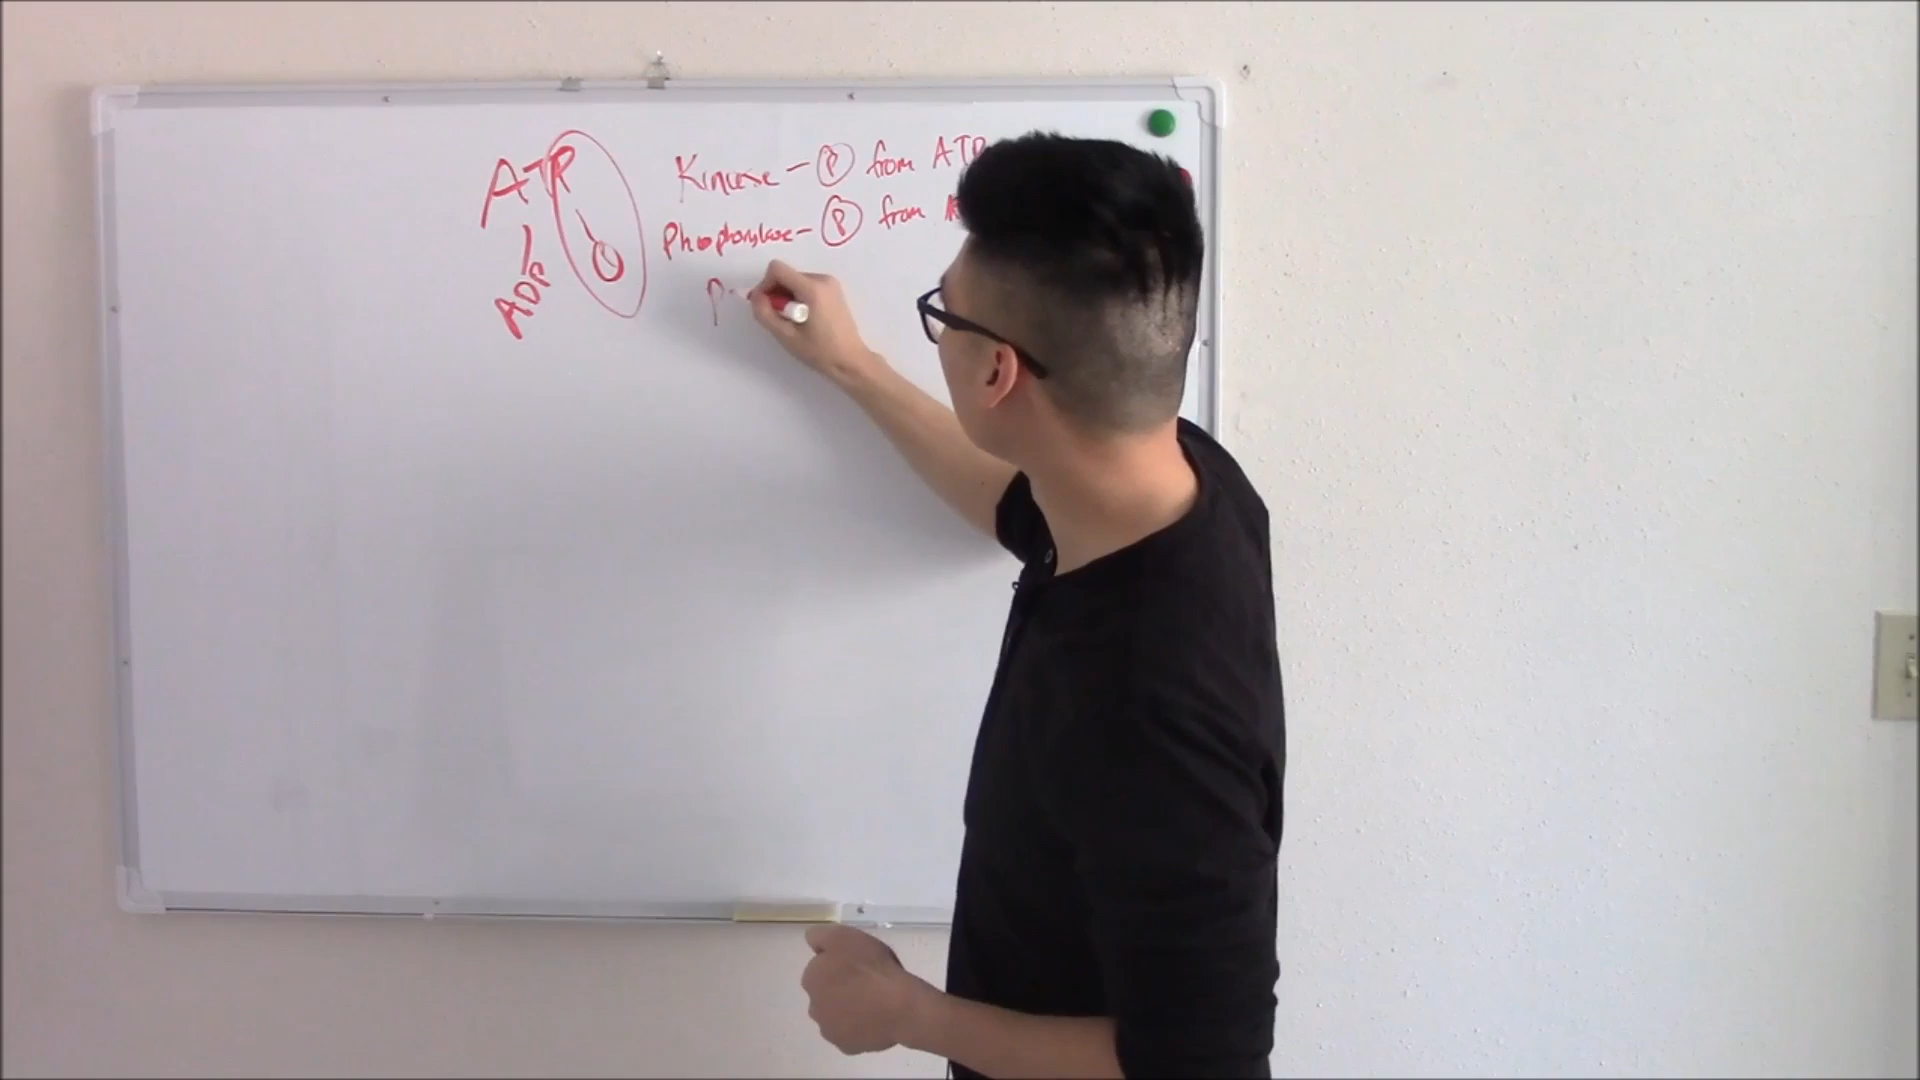 ATP
ADP
Kinase - P from ATP
Phosphorylase - P from
P